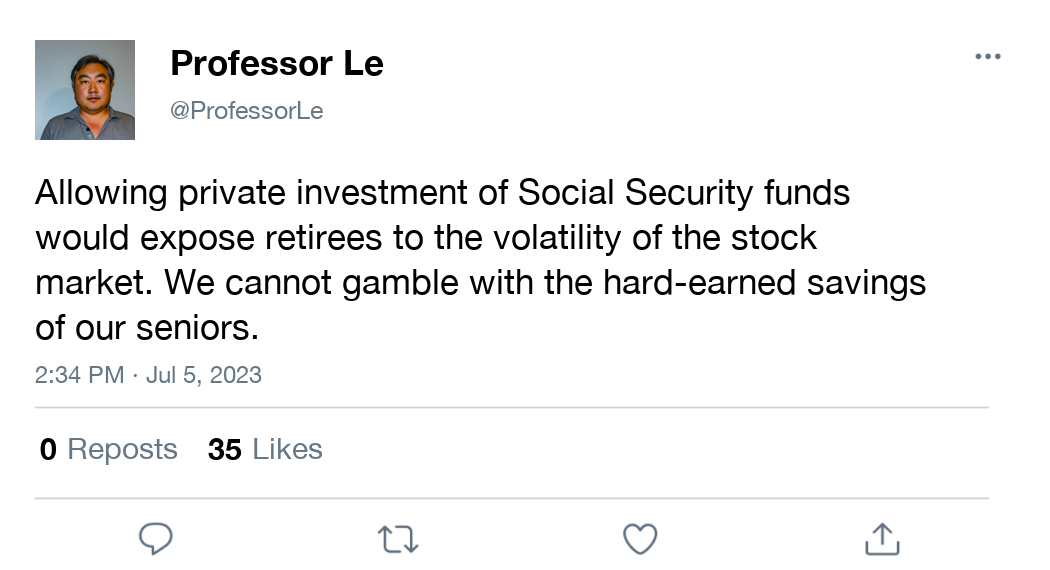 Professor Le
@ProfessorLe
Allowing private investment of Social Security funds
would expose retirees to the volatility of the stock
market. We cannot gamble with the hard-earned savings
of our seniors.
2:34 PM · Jul 5, 2023
0 Reposts 35 Likes